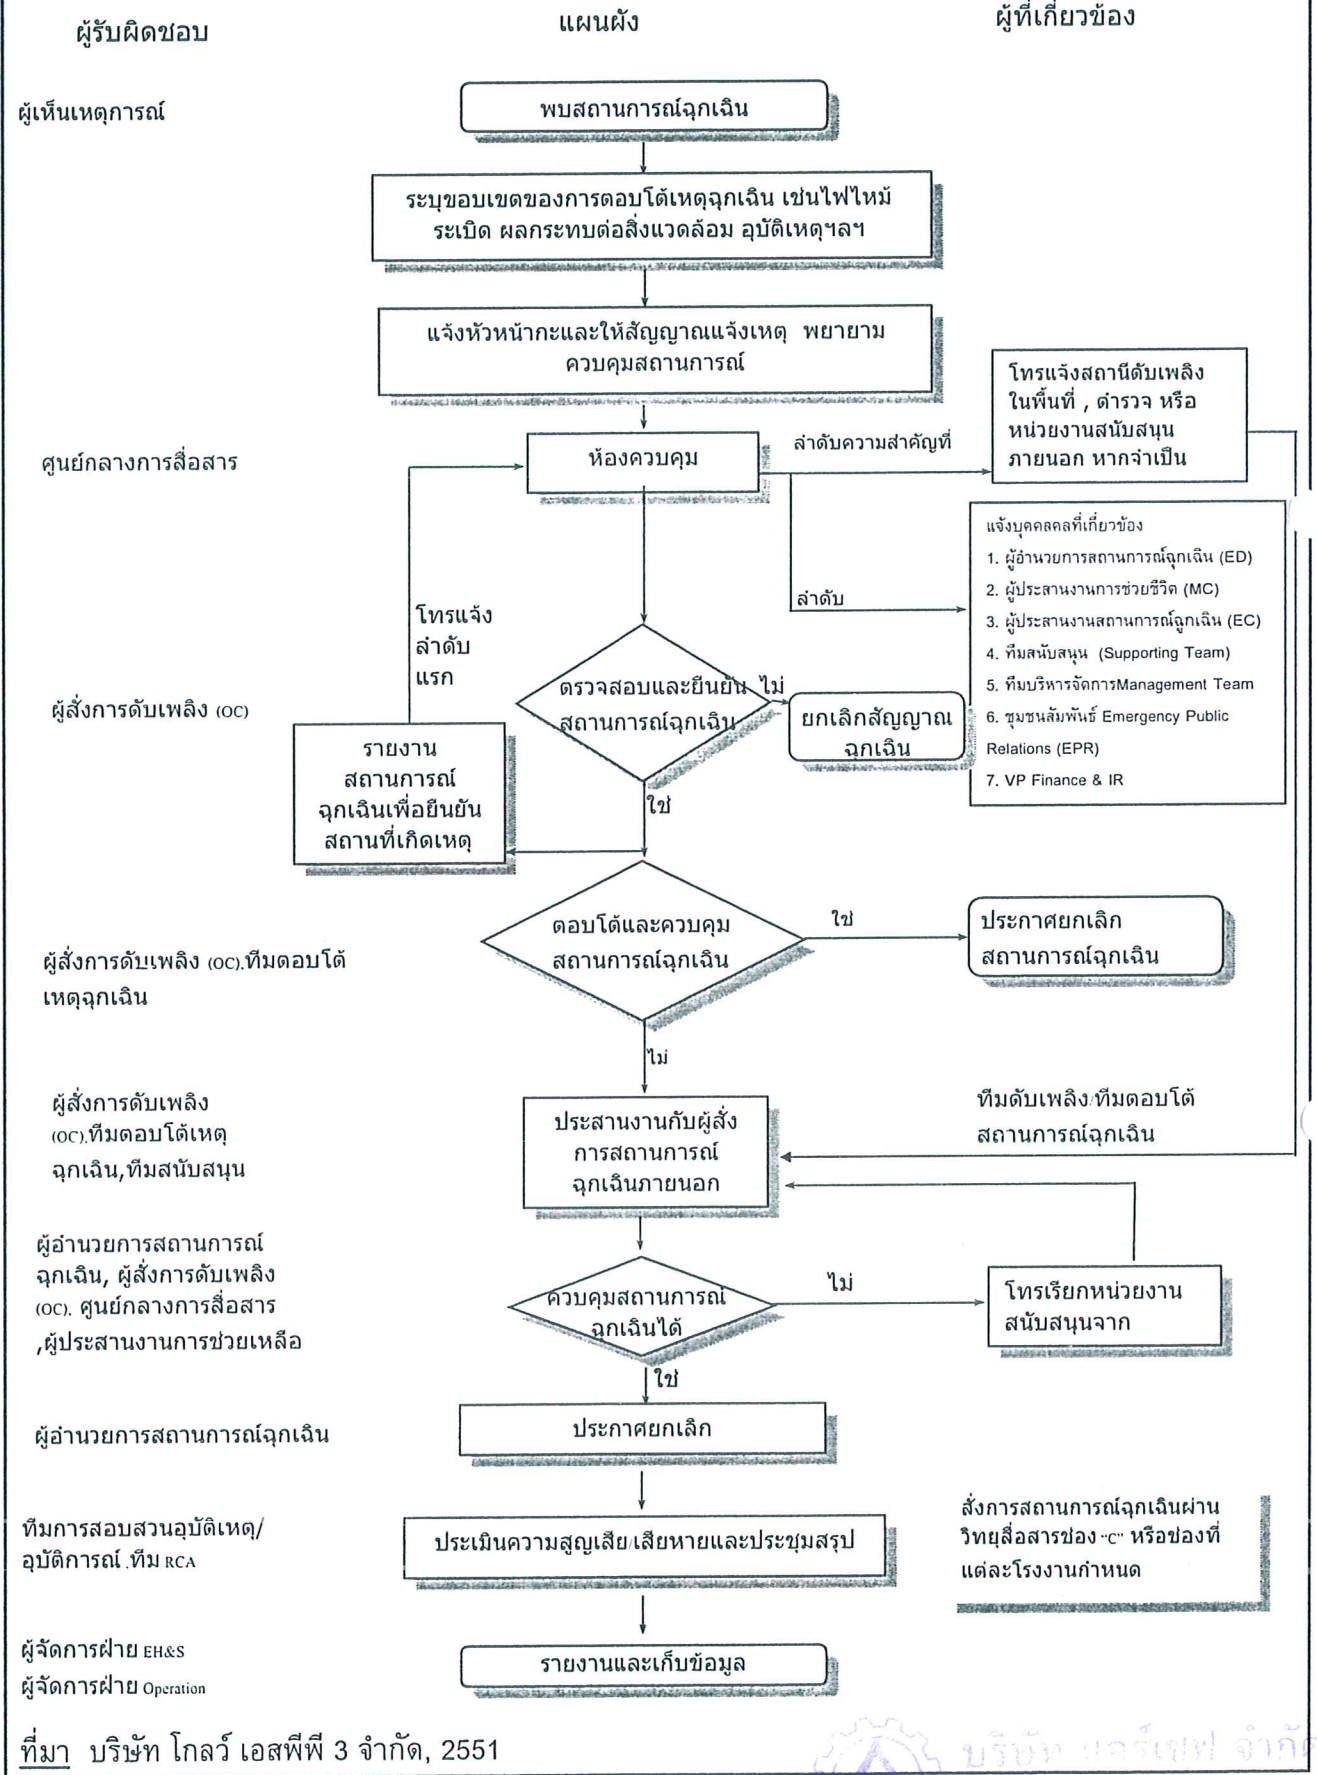 ผู้รับผิดชอบ
แผนผัง
ผู้ที่เกี่ยวข้อง
ผู้เห็นเหตุการณ์
พบสถานการณ์ฉุกเฉิน
ระบุขอบเขตของการตอบโต้เหตุฉุกเฉิน เช่นไฟไหม้
ระเบิด ผลกระทบต่อสิ่งแวดล้อม อุบัติเหตุฯลฯ
แจ้งหัวหน้ากะและให้สัญญาณแจ้งเหตุ พยายาม
ควบคุมสถานการณ์
โทรแจ้งสถานีดับเพลิง
ในพื้นที่ , ตำรวจ หรือ
หน่วยงานสนับสนุน
ภายนอก หากจำเป็น
ศูนย์กลางการสื่อสาร
ห้องควบคุม
ลำดับความสำคัญที่
แจ้งบุคคลคลที่เกี่ยวข้อง
1. ผู้อำนวยการสถานการณ์ฉุกเฉิน (ED)
2. ผู้ประสานงานการช่วยชีวิต (MC)
3. ผู้ประสานงานสถานการณ์ฉูกเฉิน (EC)
4. ทีมสนับสนุน (Supporting Team)
5. ทีมบริหารจัดการManagement Team
6. ชุมชนสัมพันธ์ Emergency Public
Relations (EPR)
7. VP Finance & IR
ลำดับ
โทรแจ้ง
ลำดับ
แรก
ผู้สั่งการดับเพลิง (OC)
ตรวจสอบและยืนยัน
สถานการณ์ฉุกเฉิน
ไม่
ยกเลิกสัญญาณ
ฉุกเฉิน
รายงาน
สถานการณ์
ฉุกเฉินเพื่อยืนยัน
สถานที่เกิดเหตุ
ใช่
ผู้สั่งการดับเพลิง (OC).ทีมตอบโต้
เหตุฉุกเฉิน
ตอบโต้และควบคุม
สถานการณ์ฉุกเฉิน
ใช่
ประกาศยกเลิก
สถานการณ์ฉุกเฉิน
ไม่
ผู้สั่งการดับเพลิง
(OC).ทีมตอบโต้เหตุ
ฉุกเฉิน,ทีมสนับสนุน
ประสานงานกับผู้สั่ง
การสถานการณ์
ฉุกเฉินภายนอก
ทีมดับเพลิง/ทีมตอบโต้
สถานการณ์ฉุกเฉิน
ผู้อำนวยการสถานการณ์
ฉุกเฉิน, ผู้สั่งการดับเพลิง
(OC). ศูนย์กลางการสื่อสาร
,ผู้ประสานงานการช่วยเหลือ
ควบคุมสถานการณ์
ฉุกเฉินได้
ไม่
โทรเรียกหน่วยงาน
สนับสนุนจาก
ใช่
ผู้อำนวยการสถานการณ์ฉุกเฉิน
ประกาศยกเลิก
ทีมการสอบสวนอุบัติเหตุ/
อุบัติการณ์ .ทีม RCA
ประเมินความสูญเสีย/เสียหายและประชุมสรุป
สั่งการสถานการณ์ฉุกเฉินผ่าน
วิทยุสื่อสารช่อง "C" หรือช่องที่
แต่ละโรงงานกำหนด
ผู้จัดการฝ่าย EH&S
ผู้จัดการฝ่าย Operation
รายงานและเก็บข้อมูล
ที่มา บริษัท โกลว์ เอสพีพี 3 จำกัด, 2551